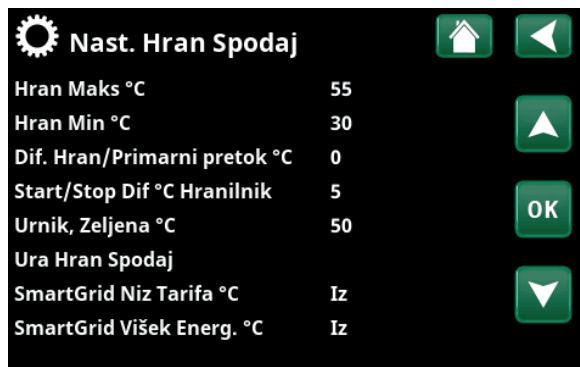 Nast. Hran Spodaj
Hran Maks °C 55
Hran Min °C 30
Dif. Hran/Primarni pretok °C 0
Start/Stop Dif °C Hranilnik 5
Urnik, Zeljena °C 50
Ura Hran Spodaj
SmartGrid Niz Tarifa °C Iz
SmartGrid Višek Energ. °C Iz
OK